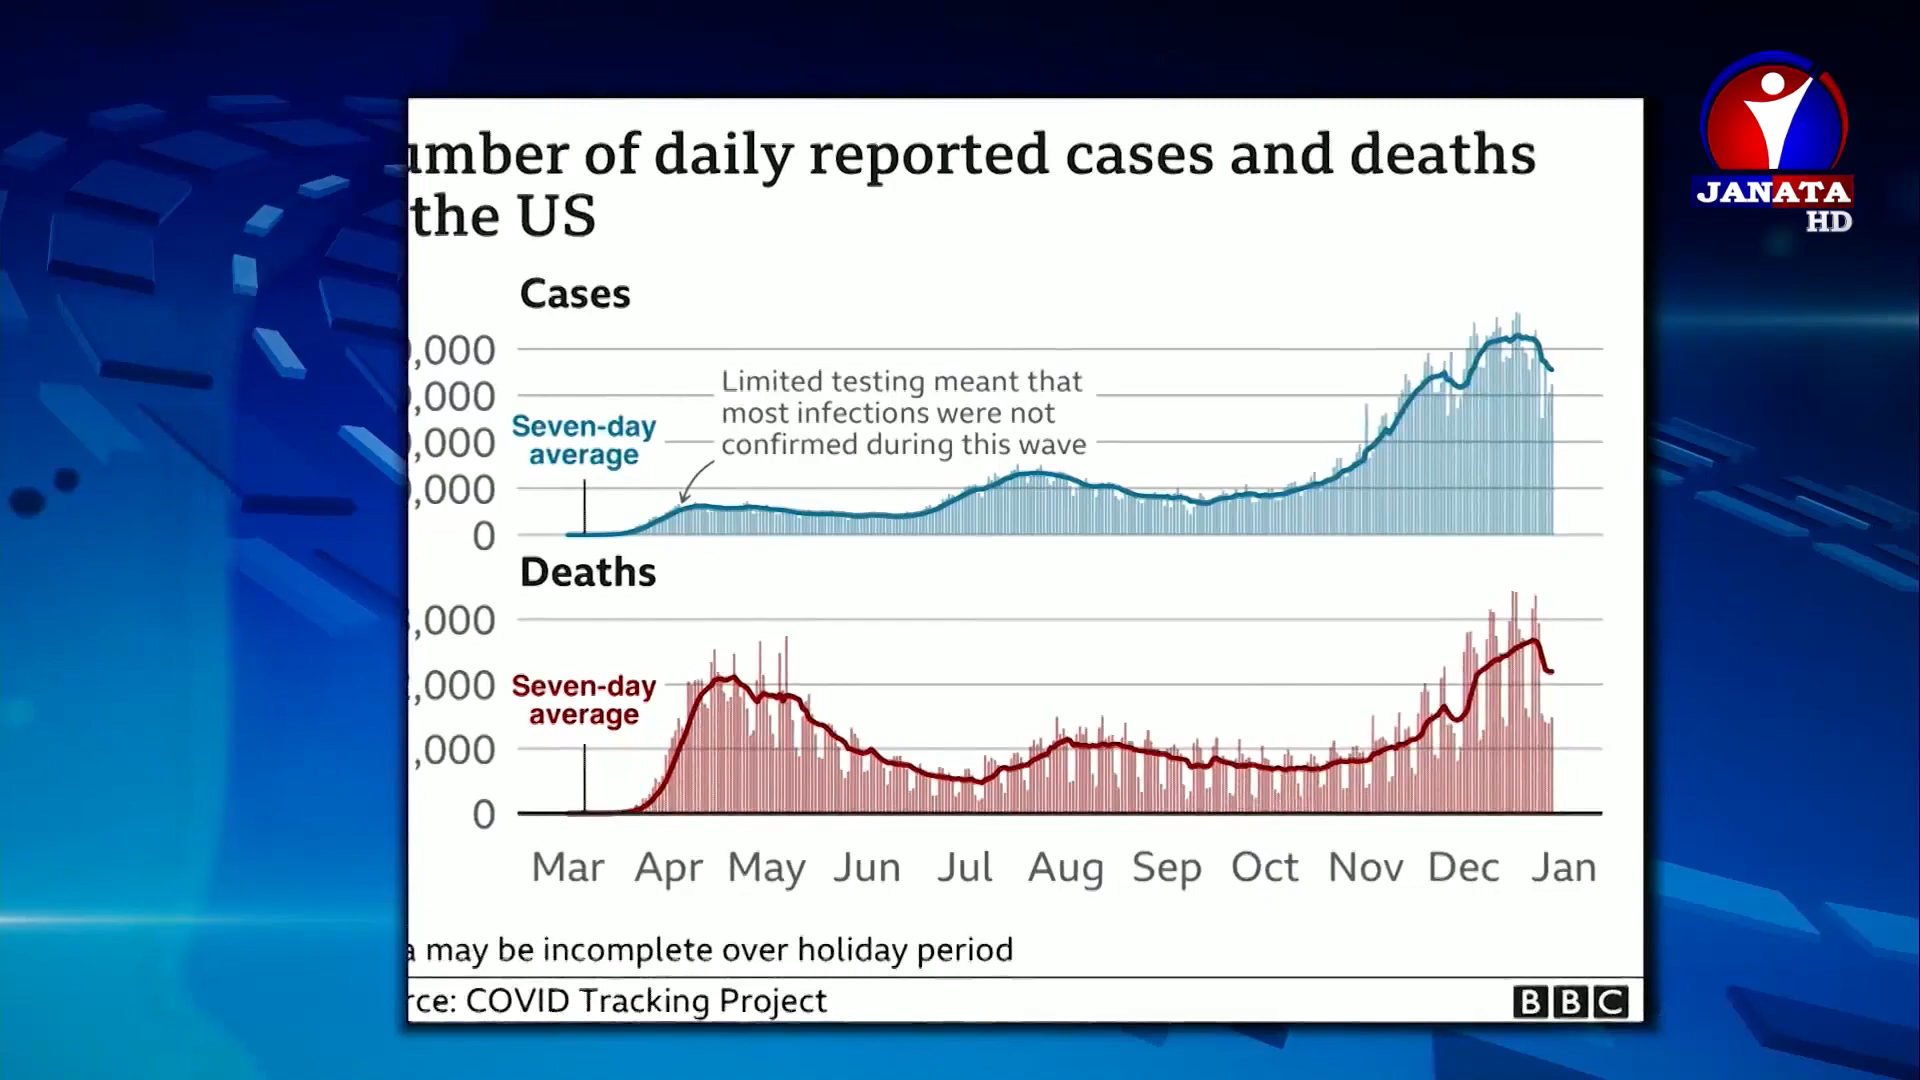 umber of daily reported cases and deaths
the US
JANATA
HD
Cases
,000
Limited testing meant that
,000
most infections were not
Seven-day
,000
confirmed during this wave
average
,000
0
Deaths
,000
Seven-day
,000
average
,000
0
Mar Apr May Jun Jul Aug Sep Oct Nov Dec Jan
a may be incomplete over holiday period
rce: COVID Tracking Project
BBC